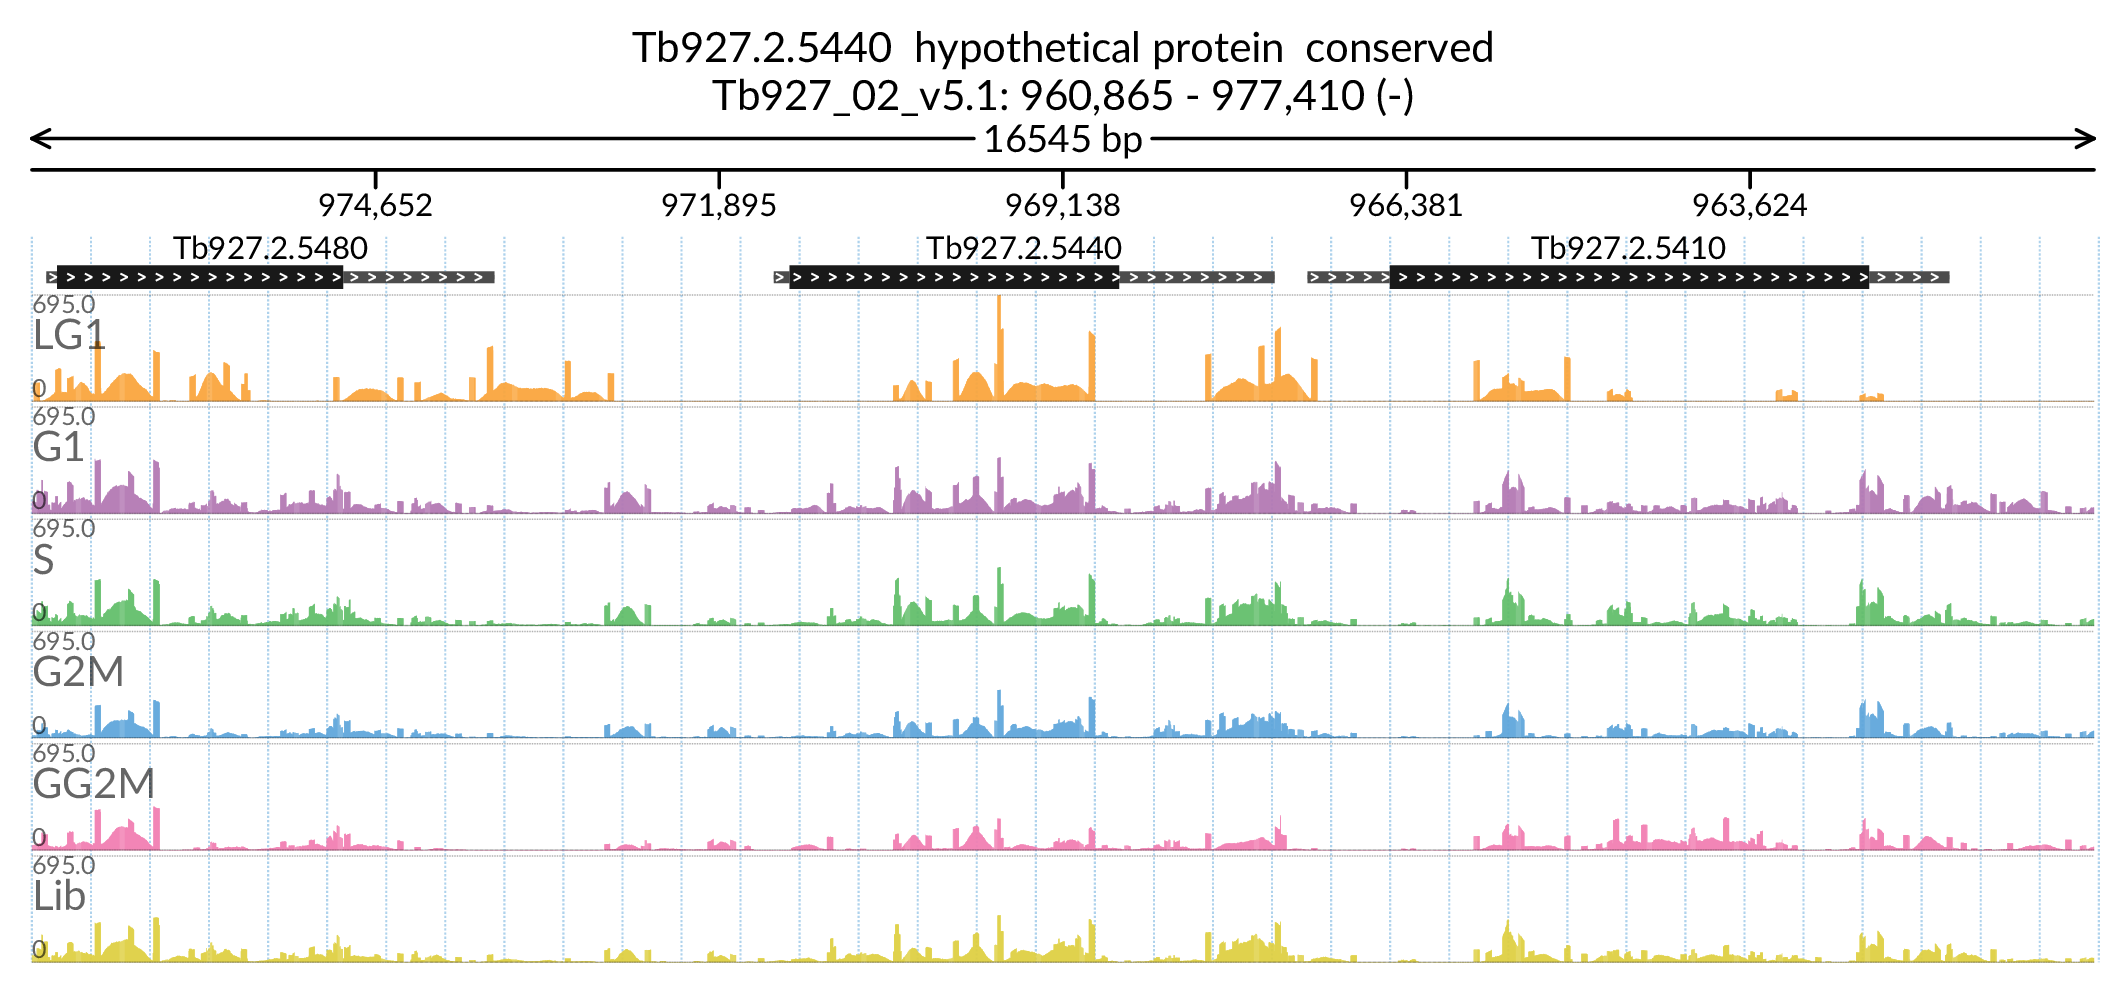 Tb927.2.5440 hypothetical protein conserved
Tb927_02_v5.1: 960,865 - 977,410 (-)
16545 bp
974,652 971,895 969,138 966,381 963,624
Tb927.2.5480 Tb927.2.5440 Tb927.2.5410
695.0
LG1
0
695.0
G1
0
695.0
S
0
695.0
G2M
0
695.0
GG2M
0
695.0
Lib
0